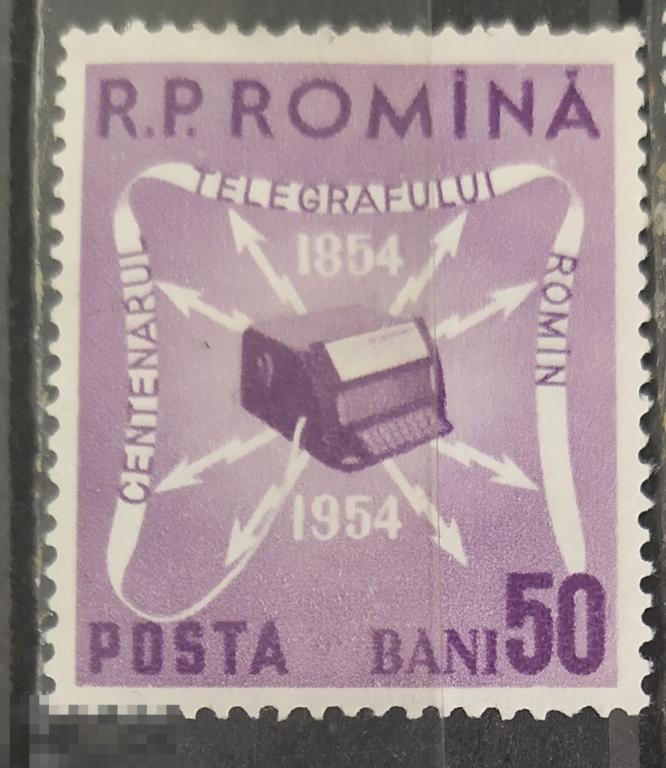 R.P. ROMÎNĂ
CENTENARUL TELEGRAFULUI ROMÎN
1854
1954
POSTA
BANI 50